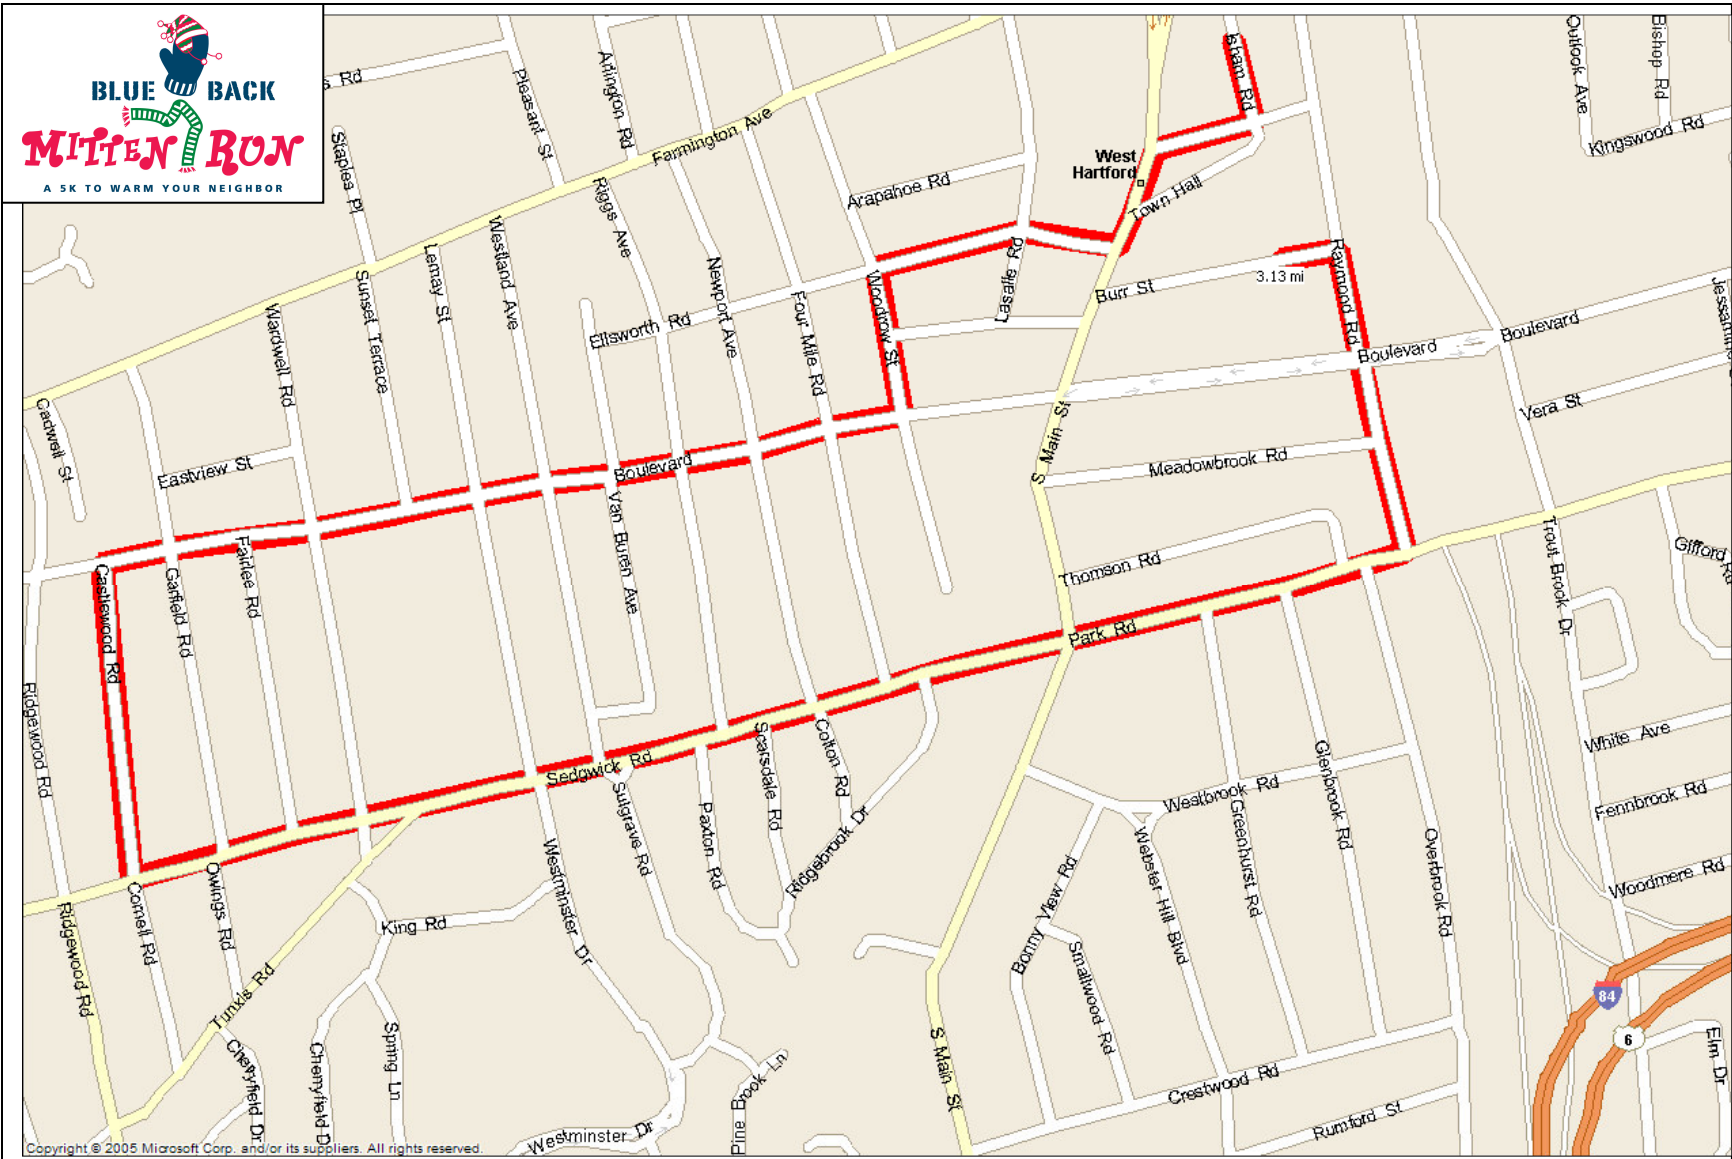 BLUE BACK
MITTEN RUN
A 5K TO WARM YOUR NEIGHBOR
s Rd
Pleasant St
Arlington Rd
Farmington Ave
Staples Pl
Riggs Ave
Arapahoe Rd
West
Hartford
Isham Rd
Town Hall
Outlook Ave
Bishop Rd
Kingswood Rd
Lemay St
Westland Ave
Sunset Terrace
Wardwell Rd
Newport Ave
Ellsworth Rd
Four Mile Rd
Woodrow St
Lasalle Rd
Burr St
3.13 mi
Raymond Rd
Boulevard
Boulevard
Vera St
Cadwell St
Eastview St
Boulevard
Van Buren Ave
S Main St
Meadowbrook Rd
Thomson Rd
Trout Brook Dr
Gifford Rd
Castlewood Rd
Garfield Rd
Fairlee Rd
Park Rd
Ridgewood Rd
Sedgwick Rd
Scarsdale Rd
Colton Rd
White Ave
Sulgrave Rd
Paxton Rd
Ridgebrook Dr
Westbrook Rd
Glenbrook Rd
Greenhurst Rd
Fennbrook Rd
Overbrook Rd
Woodmere Rd
Westminster Dr
Owings Rd
Cornell Rd
King Rd
Bonny View Rd
Webster Hill Blvd
Smallwood Rd
Ridgewood Rd
Tunxis Rd
84
6
Elm Dr
Cherryfield Dr
Cherryfield D
Spring Ln
Pine Brook Ln
S Main St
Crestwood Rd
Rumford St
Westminster Dr
Copyright © 2005 Microsoft Corp. and/or its suppliers. All rights reserved.